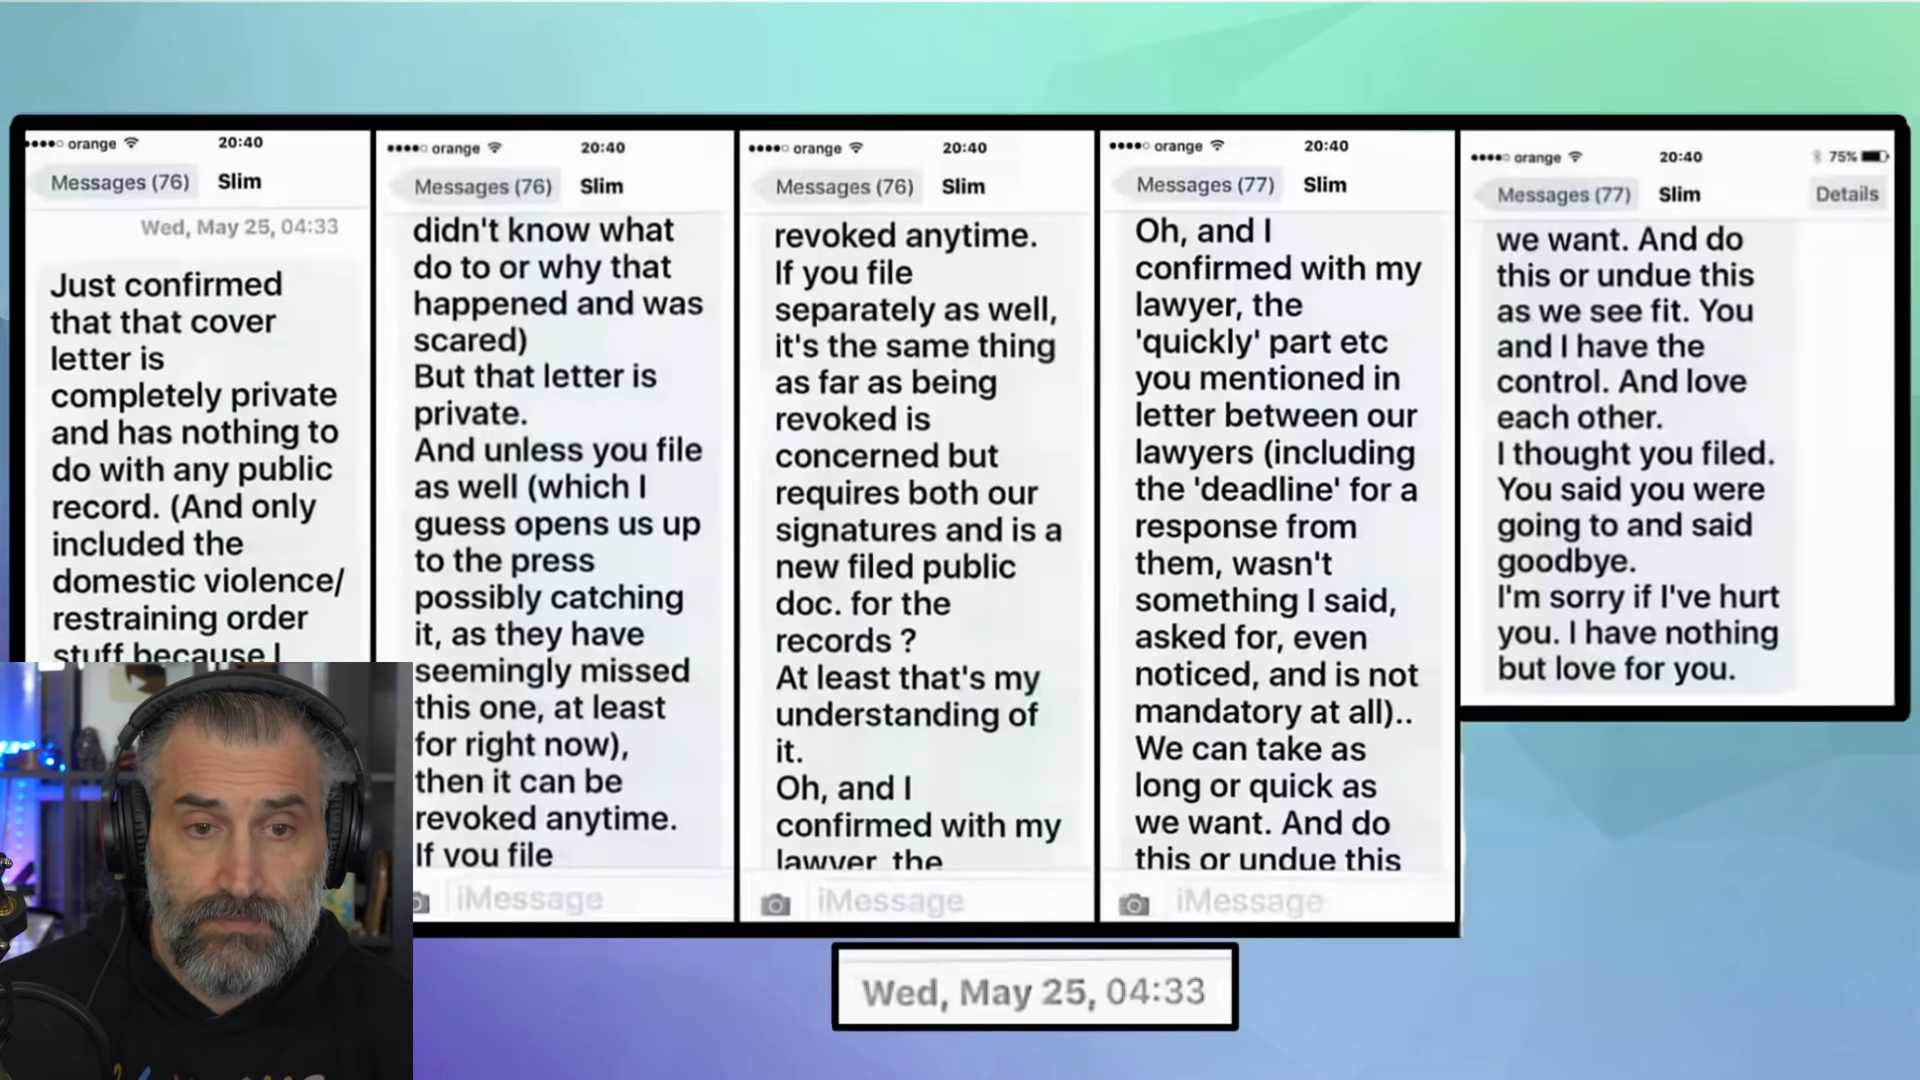 orange 20:40
Messages (76) Slim
Wed, May 25, 04:33
Just confirmed
that that cover
letter is
completely private
and has nothing to
do with any public
record. (And only
included the
domestic violence/
restraining order
stuff because I
orange 20:40
Messages (76) Slim
didn't know what
do to or why that
happened and was
scared)
But that letter is
private.
And unless you file
as well (which I
guess opens us up
to the press
possibly catching
it, as they have
seemingly missed
this one, at least
for right now),
then it can be
revoked anytime.
If you file
iMessage
orange 20:40
Messages (76) Slim
revoked anytime.
If you file
separately as well,
it's the same thing
as far as being
revoked is
concerned but
requires both our
signatures and is a
new filed public
doc. for the
records ?
At least that's my
understanding of
it.
Oh, and I
confirmed with my
lawyer, the
iMessage
orange 20:40
Messages (77) Slim
Oh, and I
confirmed with my
lawyer, the
'quickly' part etc
you mentioned in
letter between our
lawyers (including
the 'deadline' for a
response from
them, wasn't
something I said,
asked for, even
noticed, and is not
mandatory at all)..
We can take as
long or quick as
we want. And do
this or undue this
iMessage
orange 20:40 75%
Messages (77) Slim Details
we want. And do
this or undue this
as we see fit. You
and I have the
control. And love
each other.
I thought you filed.
You said you were
going to and said
goodbye.
I'm sorry if I've hurt
you. I have nothing
but love for you.
Wed, May 25, 04:33